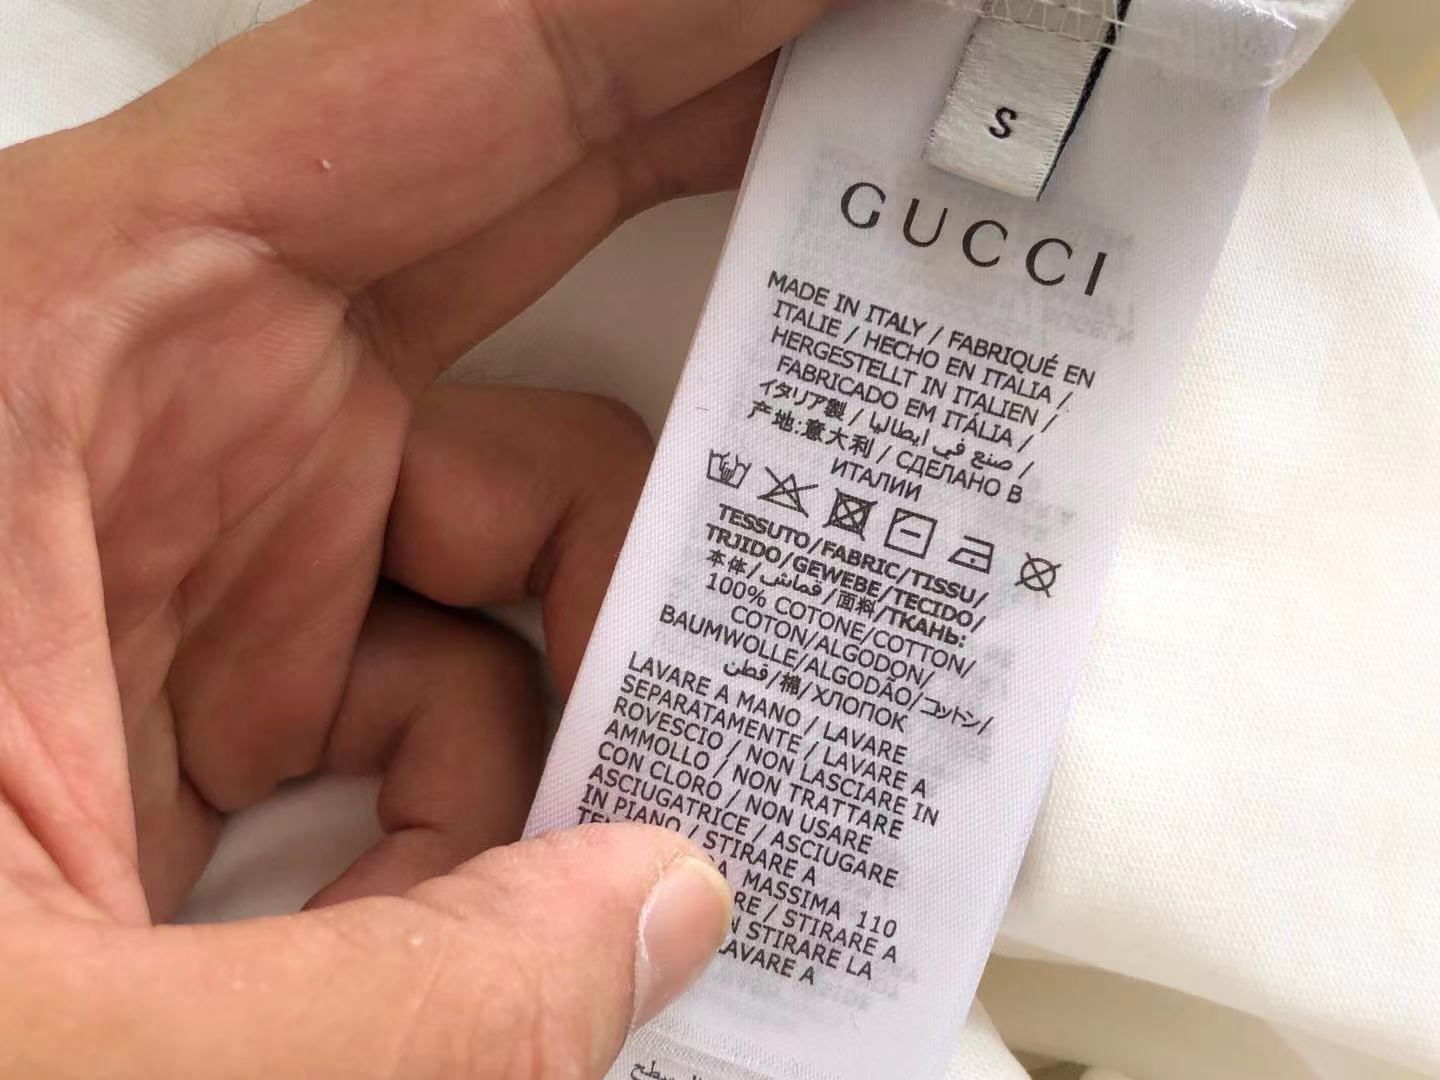 S
GUCCI
MADE IN ITALY / FABRIQUÉ EN
ITALIE / HECHO EN ITALIA /
HERGESTELLT IN ITALIEN /
FABRICADO EM ITÁLIA /
イタリア製 / صنع في ايطاليا /
产地:意大利 / СДЕЛАНО В
ИТАЛИИ
TESSUTO/FABRIC/TISSU/
TRJIDO/GEWEBE/TECIDO/
本体/قماش/面料/ТКАНЬ:
100% COTONE/COTTON/
COTON/ALGODON/
BAUMWOLLE/ALGODÃO/コットン/
قطن/棉/ХЛОПОК
LAVARE A MANO / LAVARE
SEPARATAMENTE / LAVARE A
ROVESCIO / NON LASCIARE IN
AMMOLLO / NON TRATTARE
CON CLORO / NON USARE
ASCIUGATRICE / ASCIUGARE
IN PIANO / STIRARE A
MASSIMA 110
RE / STIRARE A
N STIRARE LA
LAVARE A